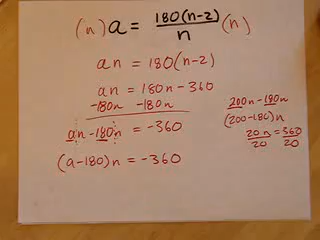 (n) a = 180(n-2)/n (n)
an = 180(n-2)
an = 180n - 360
-180n -180n
an - 180n = -360
(a-180)n = -360
200n - 180n
(200-180)n
20n = 360
20 20